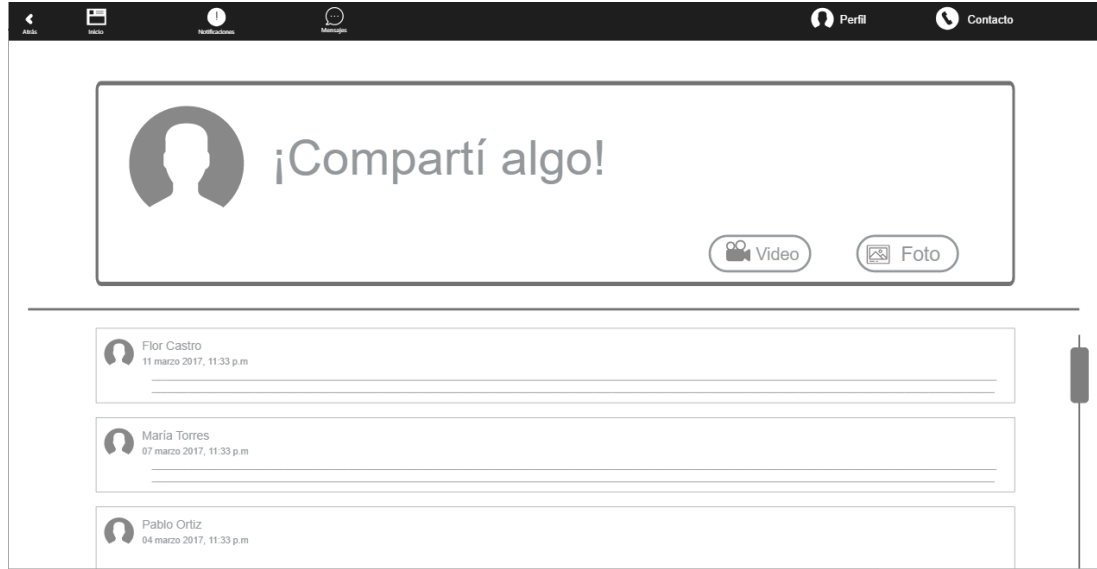 Atrás
Inicio
Notificaciones
Mensajes
Perfil
Contacto
¡Compartí algo!
Video
Foto
Flor Castro
11 marzo 2017, 11:33 p.m
María Torres
07 marzo 2017, 11:33 p.m
Pablo Ortiz
04 marzo 2017, 11:33 p.m